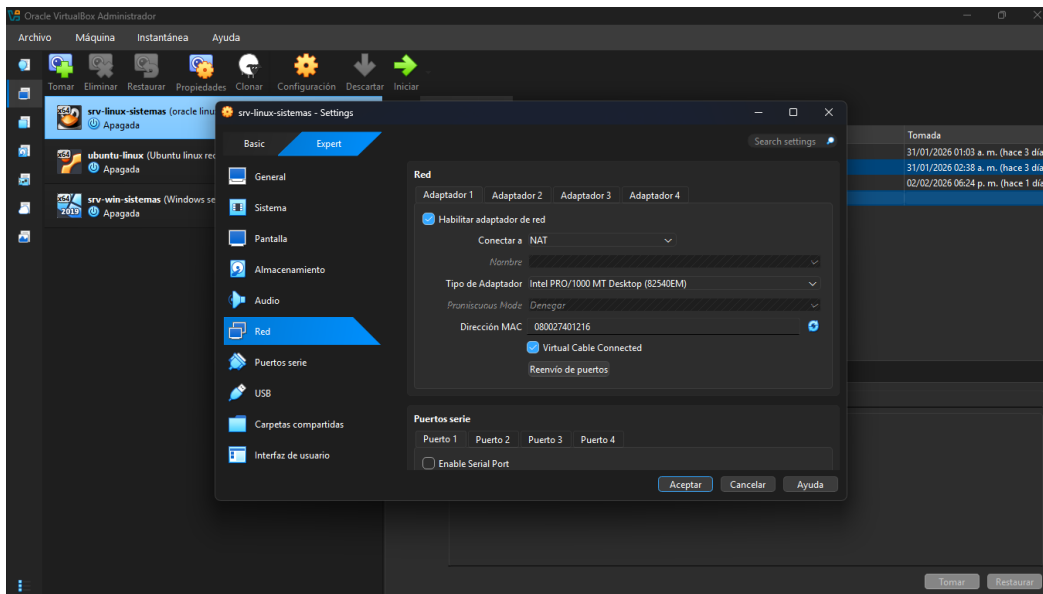 Oracle VirtualBox Administrador
Archivo Máquina Instantánea Ayuda
Tomar Eliminar Restaurar Propiedades Clonar Configuración Descartar Iniciar
srv-linux-sistemas (oracle linu
Apagada
ubuntu-linux (Ubuntu linux rec
Apagada
srv-win-sistemas (Windows se
Apagada
x64
x64
x64
2019
Tomada
31/01/2026 01:03 a. m. (hace 3 día
31/01/2026 02:38 a. m. (hace 3 día
02/02/2026 06:24 p. m. (hace 1 día
srv-linux-sistemas - Settings
Basic Expert
Search settings
General
Sistema
Pantalla
Almacenamiento
Audio
Red
Puertos serie
USB
Carpetas compartidas
Interfaz de usuario
Red
Adaptador 1 Adaptador 2 Adaptador 3 Adaptador 4
Habilitar adaptador de red
Conectar a NAT
Nombre
Tipo de Adaptador Intel PRO/1000 MT Desktop (82540EM)
Promiscuous Mode Denegar
Dirección MAC 080027401216
Virtual Cable Connected
Reenvío de puertos
Puertos serie
Puerto 1 Puerto 2 Puerto 3 Puerto 4
Enable Serial Port
Aceptar Cancelar Ayuda
Tomar Restaurar